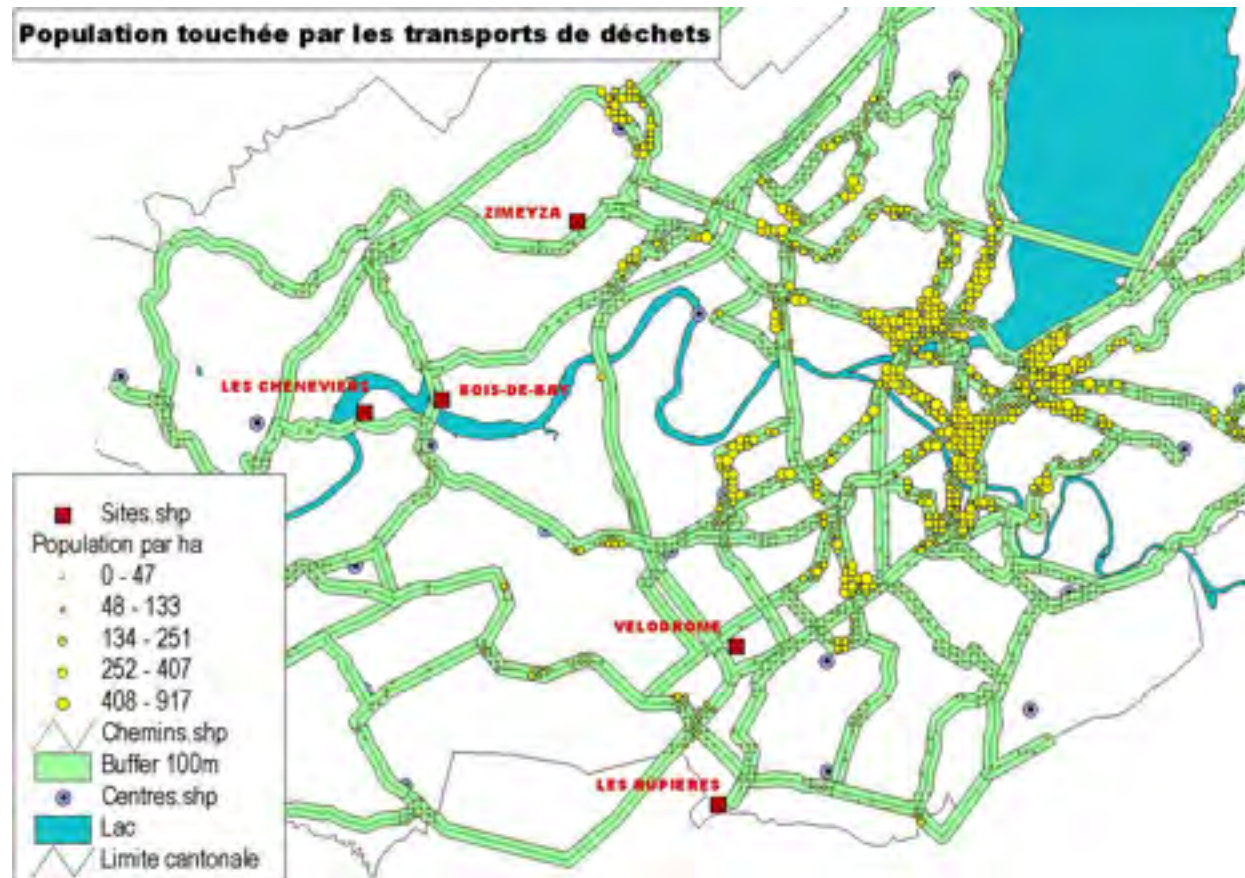 Population touchée par les transports de déchets
ZIMEYZA
LES CHENEVIERS
BOIS-DE-BAY
VELODROME
LES RUPIERES
Sites.shp
Population par ha
0 - 47
48 - 133
134 - 251
252 - 407
408 - 917
Chemins.shp
Buffer 100m
Centres.shp
Lac
Limite cantonale